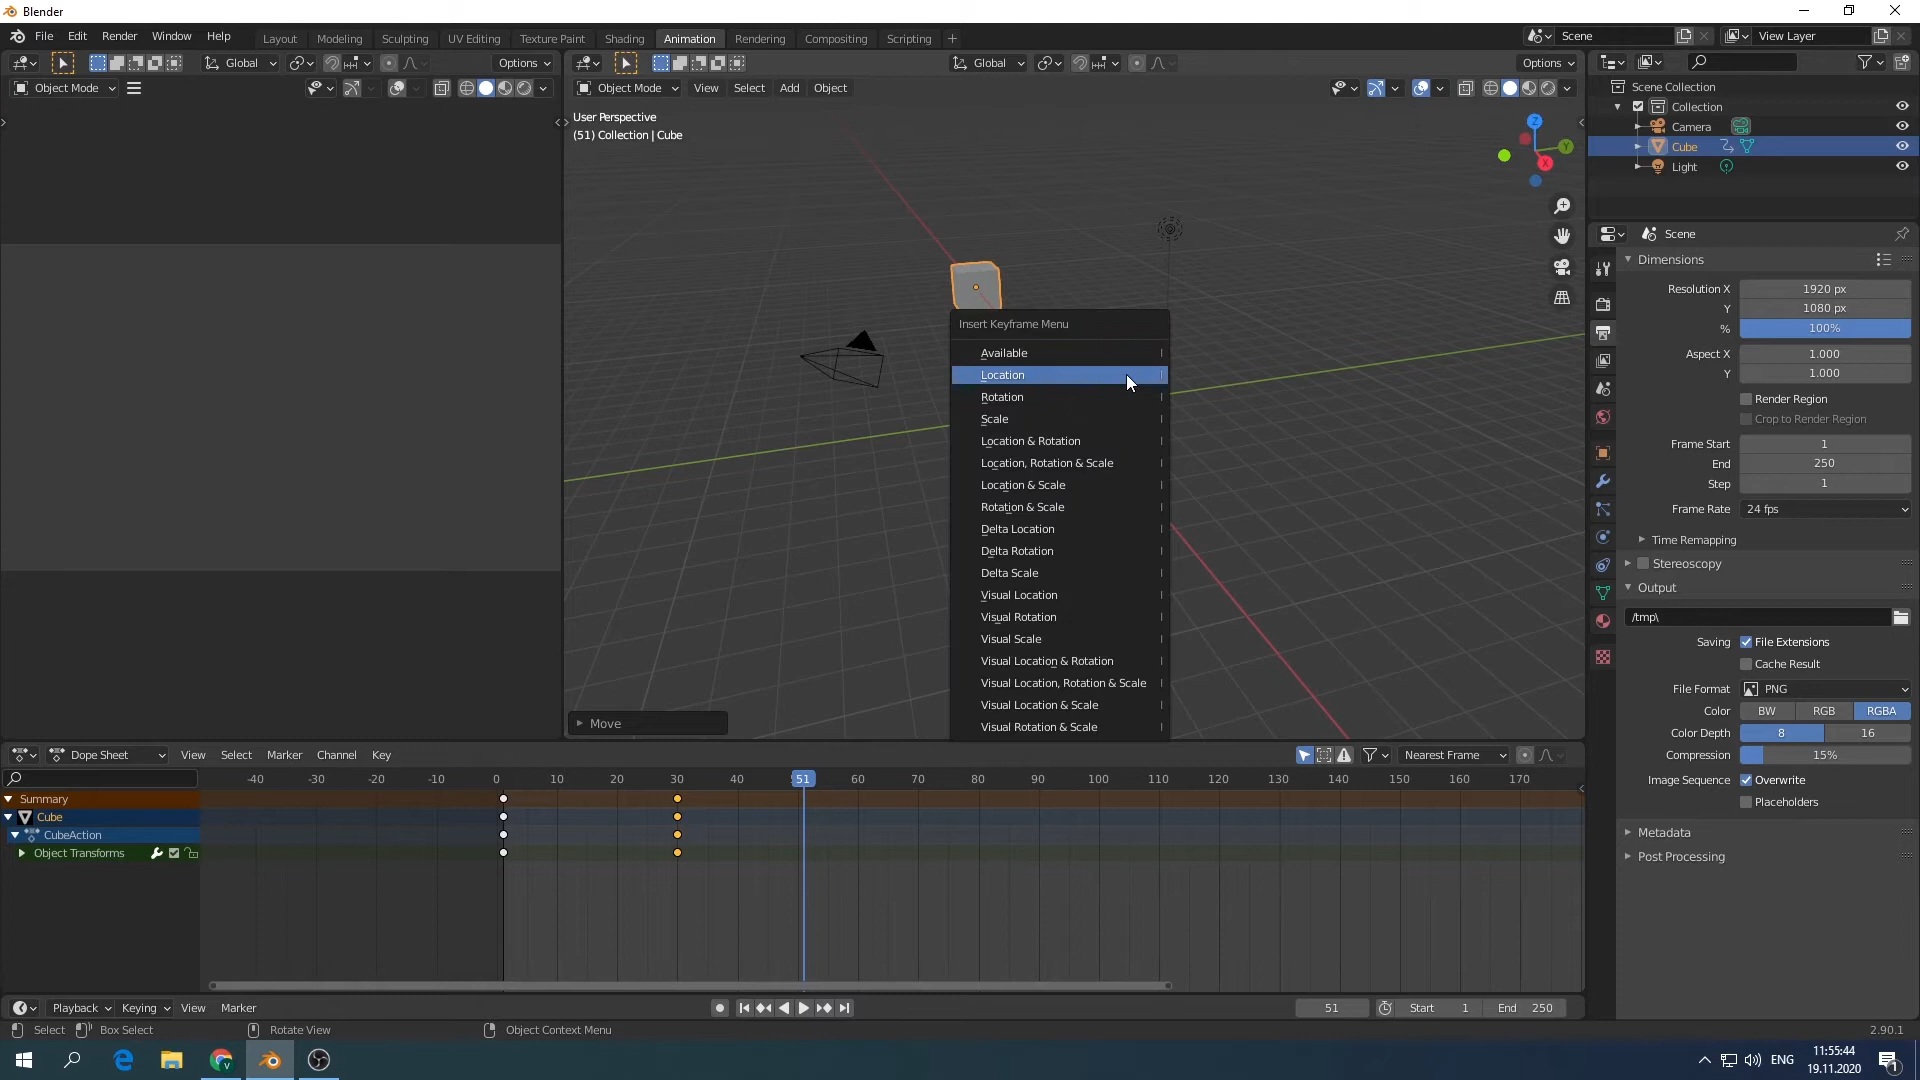 Blender
File Edit Render Window Help
Layout Modeling Sculpting UV Editing Texture Paint Shading Animation Rendering Compositing Scripting +
Scene
View Layer
Global
Options
Global
Options
Object Mode
Object Mode View Select Add Object
User Perspective
(51) Collection | Cube
Z
Y
X
Scene Collection
Collection
Camera
Cube
Light
Scene
Dimensions
Resolution X 1920 px
Y 1080 px
% 100%
Aspect X 1.000
Y 1.000
Render Region
Crop to Render Region
Frame Start 1
End 250
Step 1
Frame Rate 24 fps
Time Remapping
Stereoscopy
Output
/tmp\
Saving File Extensions
Cache Result
File Format PNG
Color BW RGB RGBA
Color Depth 8 16
Compression 15%
Image Sequence Overwrite
Placeholders
Metadata
Post Processing
Insert Keyframe Menu
Available I
Location I
Rotation I
Scale I
Location & Rotation I
Location, Rotation & Scale I
Location & Scale I
Rotation & Scale I
Delta Location I
Delta Rotation I
Delta Scale I
Visual Location I
Visual Rotation I
Visual Scale I
Visual Location & Rotation I
Visual Location, Rotation & Scale I
Visual Location & Scale I
Visual Rotation & Scale I
Move
Dope Sheet View Select Marker Channel Key
Nearest Frame
-40 -30 -20 -10 0 10 20 30 40 51 60 70 80 90 100 110 120 130 140 150 160 170
Summary
Cube
CubeAction
Object Transforms
Playback Keying View Marker
51 Start 1 End 250
Select Box Select Rotate View Object Context Menu
2.90.1
ENG
11:55:44
19.11.2020
1